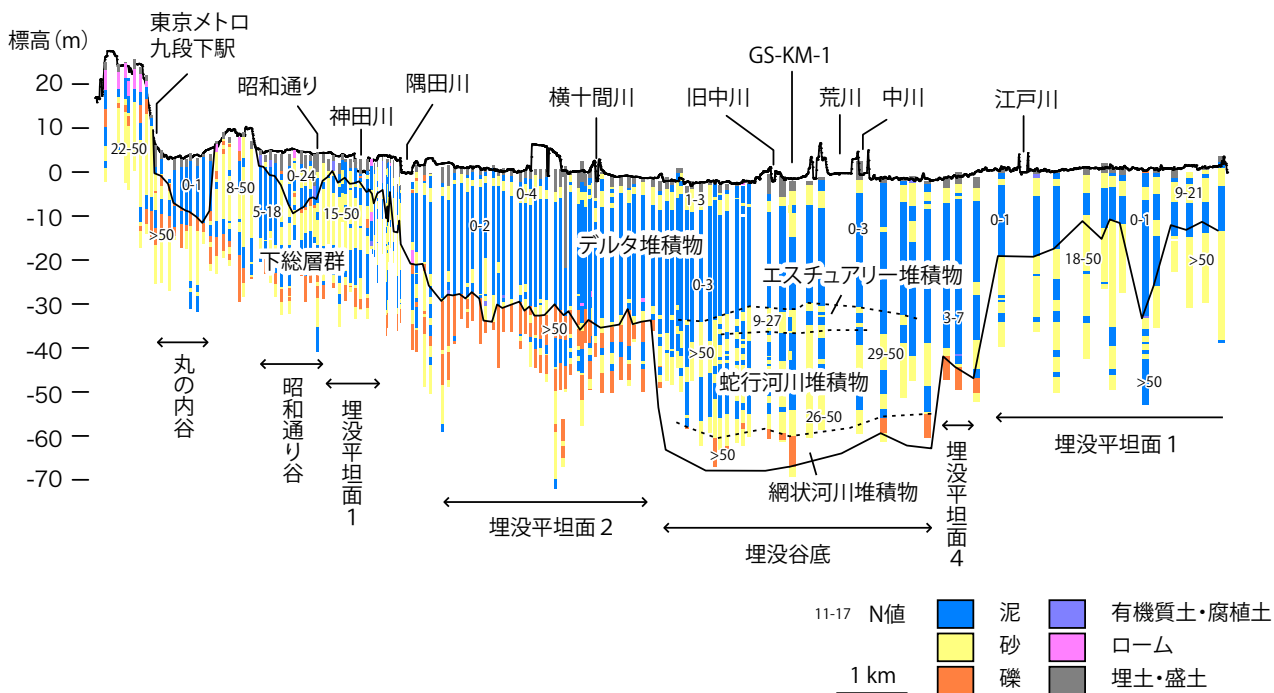 標高(m)
20
10
0
-10
-20
-30
-40
-50
-60
-70
東京メトロ
九段下駅
昭和通り
神田川
隅田川
横十間川
旧中川
GS-KM-1
荒川
中川
江戸川
22-50
0-1
>50
8-50
5-18
0-24
15-50
下総層群
0-2
0-4
デルタ堆積物
>50
1-3
0-3
0-3
エスチュアリー堆積物
9-27
>50
29-50
蛇行河川堆積物
26-50
>50
網状河川堆積物
3-7
0-1
18-50
0-1
9-21
>50
>50
丸の内谷
昭和通り谷
埋没平坦面1
埋没平坦面2
埋没谷底
埋没平坦面4
埋没平坦面1
11-17 N値
泥
砂
礫
有機質土・腐植土
ローム
埋土・盛土
1 km